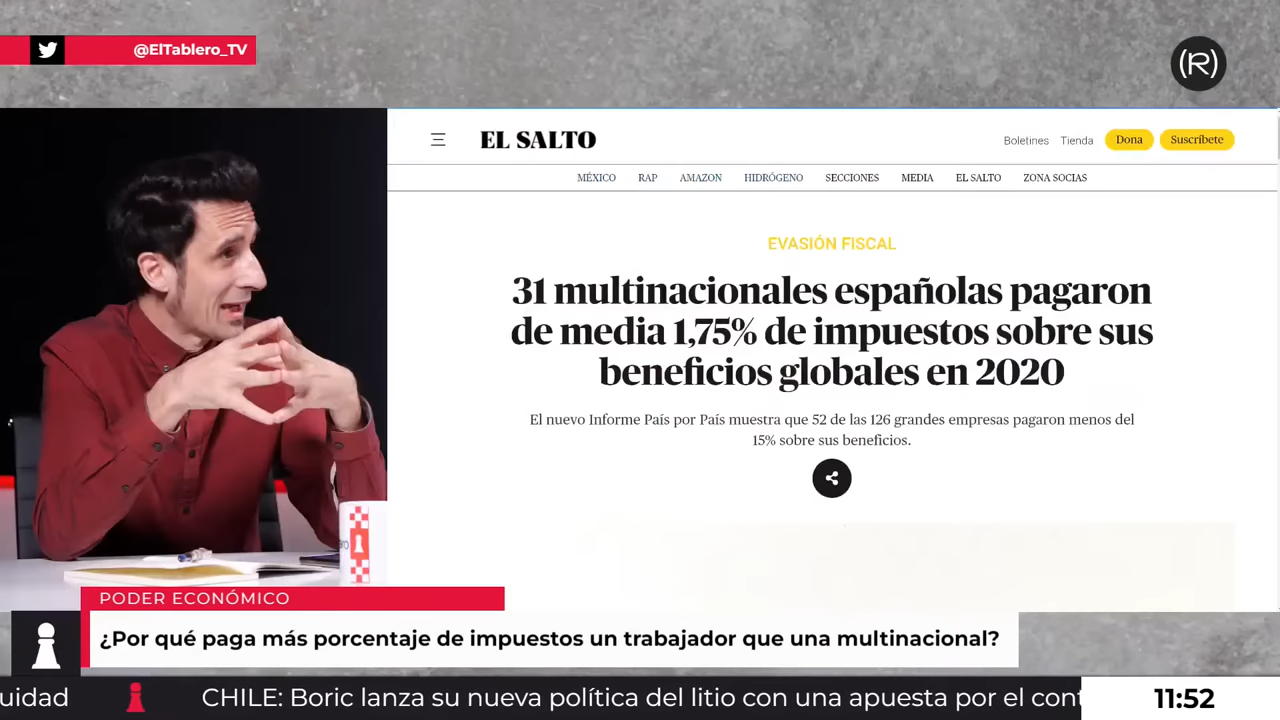 @ElTablero_TV
(R)
EL SALTO
Boletines Tienda Dona Suscríbete
MÉXICO RAP AMAZON HIDRÓGENO SECCIONES MEDIA EL SALTO ZONA SOCIAS
EVASIÓN FISCAL
31 multinacionales españolas pagaron
de media 1,75% de impuestos sobre sus
beneficios globales en 2020
El nuevo Informe País por País muestra que 52 de las 126 grandes empresas pagaron menos del
15% sobre sus beneficios.
PODER ECONÓMICO
¿Por qué paga más porcentaje de impuestos un trabajador que una multinacional?
uidad CHILE: Boric lanza su nueva política del litio con una apuesta por el cont
11:52